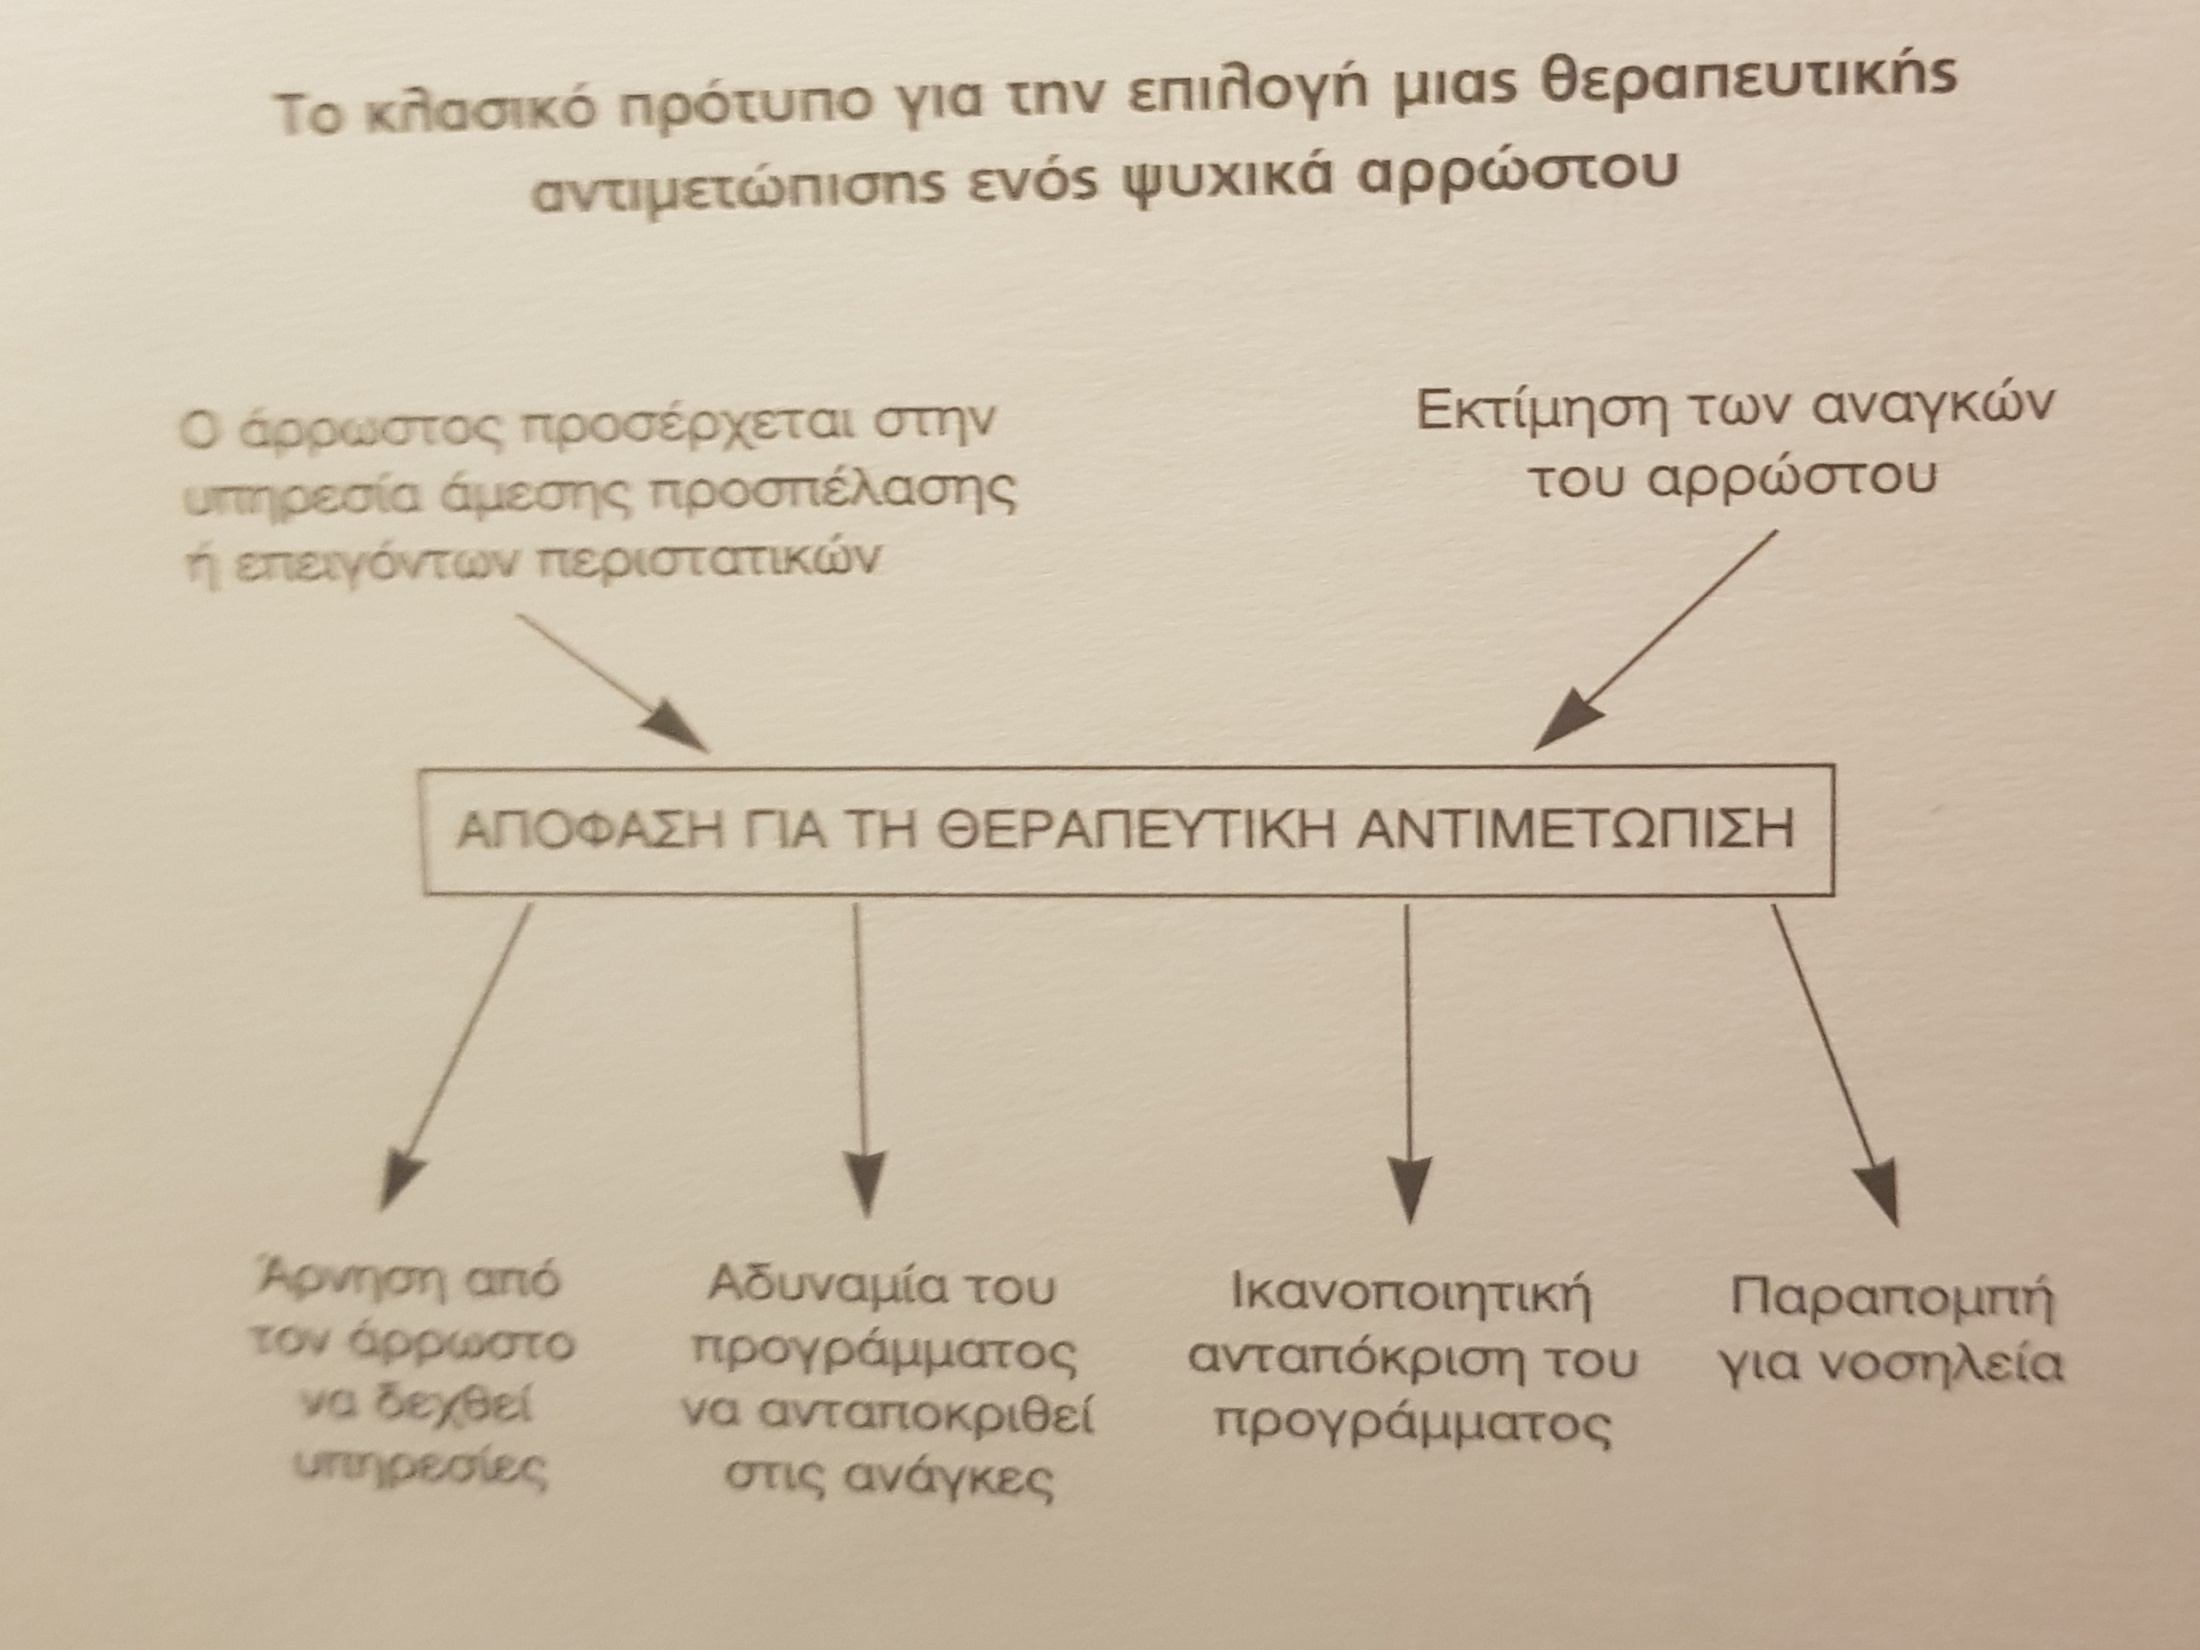 Το κλασικό πρότυπο για την επιλογή μιας θεραπευτικής
αντιμετώπισης ενός ψυχικά αρρώστου
Ο άρρωστος προσέρχεται στην
υπηρεσία άμεσης προσπέλασης
ή επειγόντων περιστατικών
Εκτίμηση των αναγκών
του αρρώστου
ΑΠΟΦΑΣΗ ΓΙΑ ΤΗ ΘΕΡΑΠΕΥΤΙΚΗ ΑΝΤΙΜΕΤΩΠΙΣΗ
Άρνηση από
τον άρρωστο
να δεχθεί
υπηρεσίες
Αδυναμία του
προγράμματος
να ανταποκριθεί
στις ανάγκες
Ικανοποιητική
ανταπόκριση του
προγράμματος
Παραπομπή
για νοσηλεία